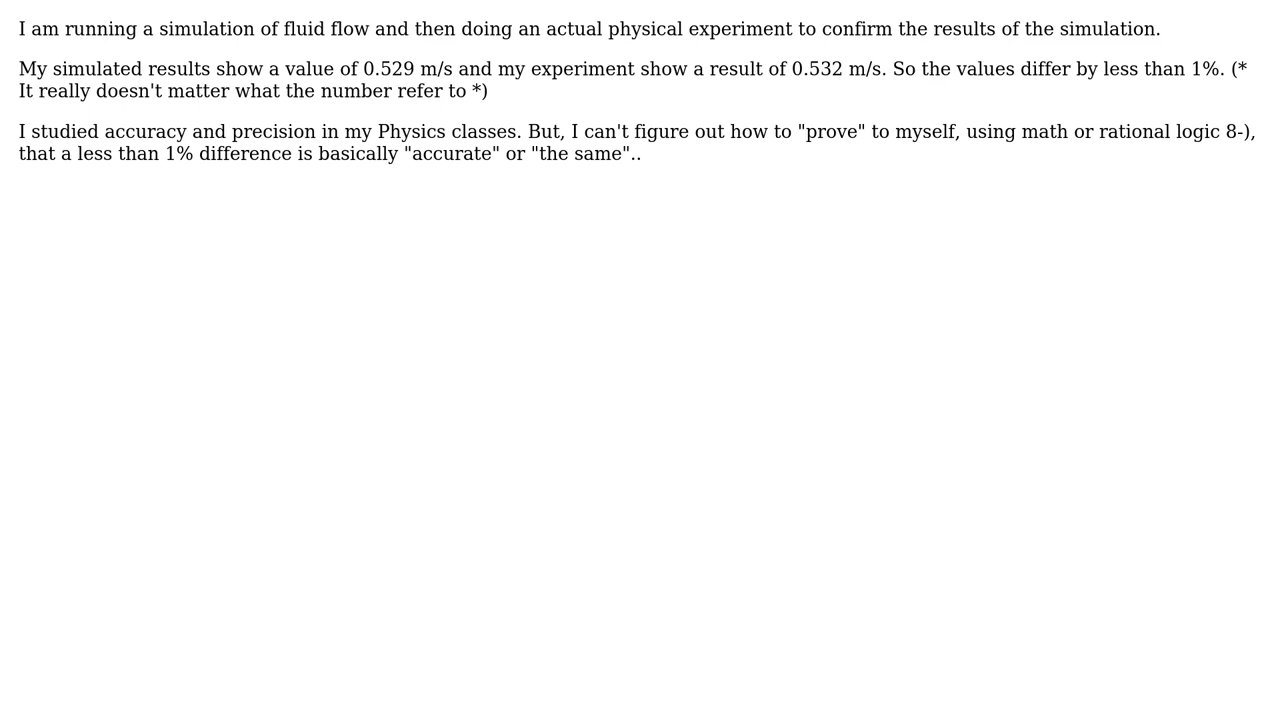 I am running a simulation of fluid flow and then doing an actual physical experiment to confirm the results of the simulation.
My simulated results show a value of 0.529 m/s and my experiment show a result of 0.532 m/s. So the values differ by less than 1%. (*
It really doesn't matter what the number refer to *)
I studied accuracy and precision in my Physics classes. But, I can't figure out how to "prove" to myself, using math or rational logic 8-),
that a less than 1% difference is basically "accurate" or "the same"..